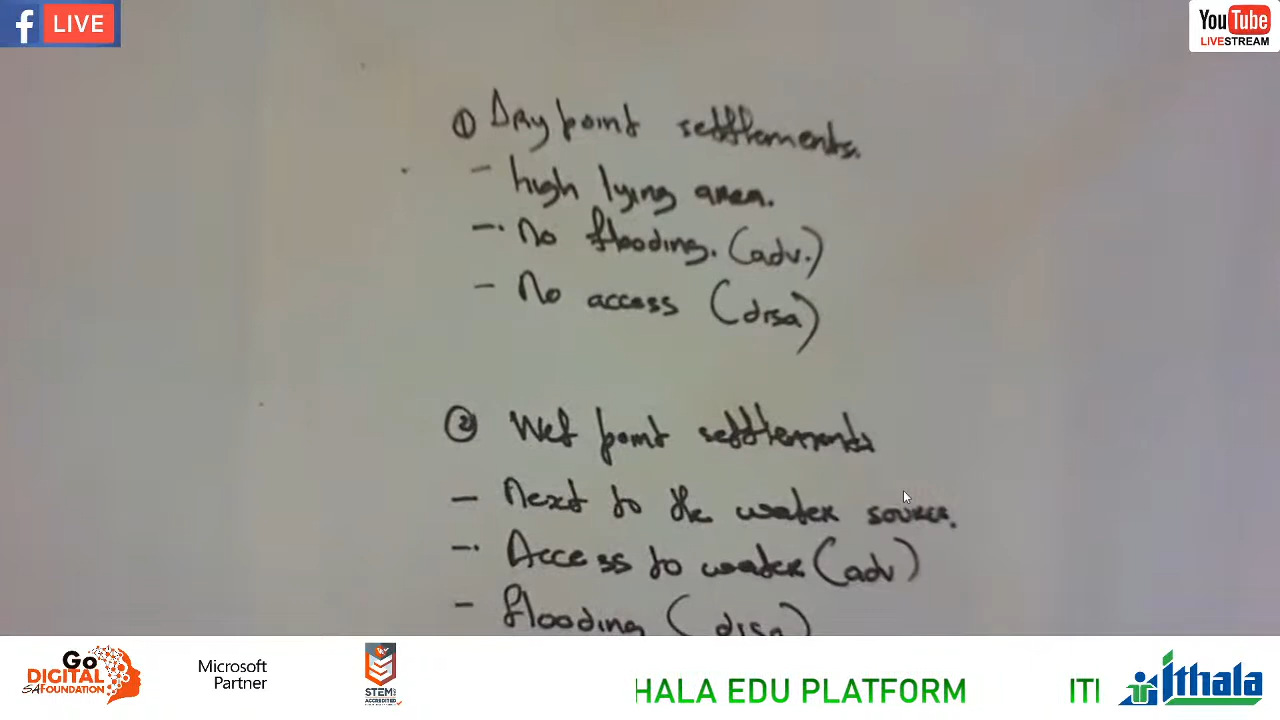 f LIVE
YouTube
LIVESTREAM
① Dry point settlements.
- high lying area.
- No flooding. (adv.)
- No access (disa)
② Wet point settlements
- Next to the water source.
- Access to water (adv)
- flooding (disa)
Go
DIGITAL
SA FOUNDATION
Microsoft
Partner
STEM
ACCREDITED
HALA EDU PLATFORM
ITI
Ithala